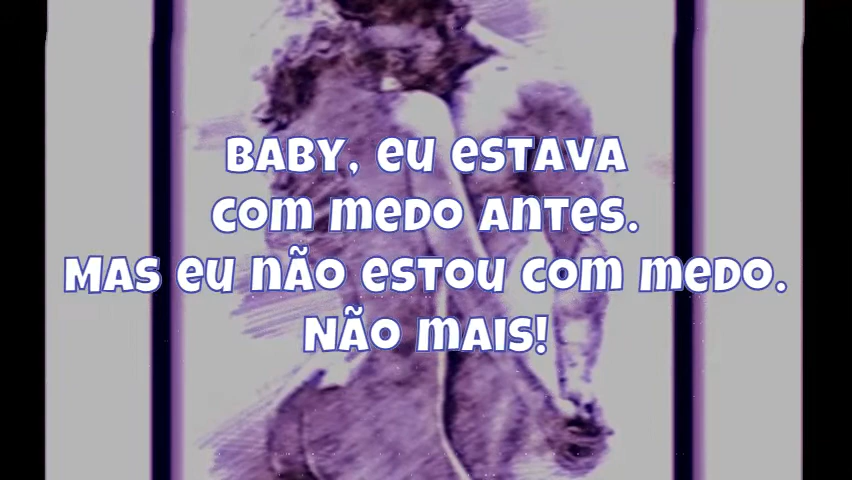 BABY, EU ESTAVA
COM MEDO ANTES.
MAS EU NÃO ESTOU COM MEDO.
NÃO MAIS!